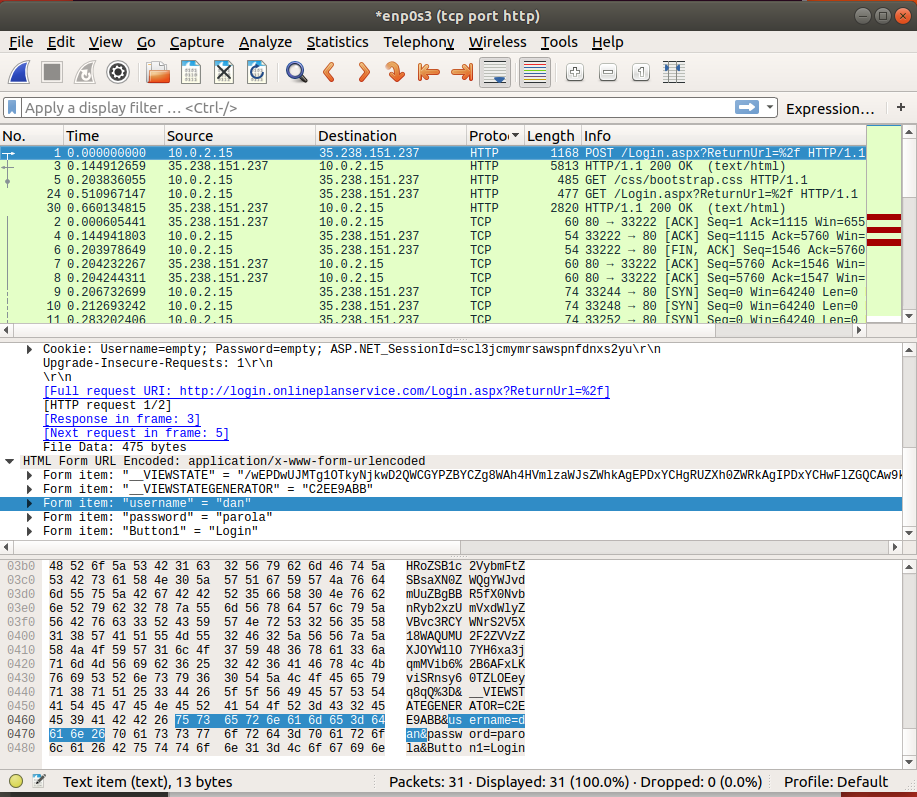 *enp0s3 (tcp port http)
File Edit View Go Capture Analyze Statistics Telephony Wireless Tools Help
Apply a display filter … <Ctrl-/> Expression… +
No. Time Source Destination Proto Length Info
1 0.000000000 10.0.2.15 35.238.151.237 HTTP 1168 POST /Login.aspx?ReturnUrl=%2f HTTP/1.1
3 0.144912659 35.238.151.237 10.0.2.15 HTTP 5813 HTTP/1.1 200 OK (text/html)
5 0.203836055 10.0.2.15 35.238.151.237 HTTP 485 GET /css/bootstrap.css HTTP/1.1
24 0.510967147 10.0.2.15 35.238.151.237 HTTP 477 GET /Login.aspx?ReturnUrl=%2f HTTP/1.1
30 0.660134815 35.238.151.237 10.0.2.15 HTTP 2820 HTTP/1.1 200 OK (text/html)
2 0.000605441 35.238.151.237 10.0.2.15 TCP 60 80 → 33222 [ACK] Seq=1 Ack=1115 Win=655
4 0.144941803 10.0.2.15 35.238.151.237 TCP 54 33222 → 80 [ACK] Seq=1115 Ack=5760 Win=
6 0.203978649 10.0.2.15 35.238.151.237 TCP 54 33222 → 80 [FIN, ACK] Seq=1546 Ack=5760
7 0.204232267 35.238.151.237 10.0.2.15 TCP 60 80 → 33222 [ACK] Seq=5760 Ack=1546 Win=
8 0.204244311 35.238.151.237 10.0.2.15 TCP 60 80 → 33222 [ACK] Seq=5760 Ack=1547 Win=
9 0.206732699 10.0.2.15 35.238.151.237 TCP 74 33244 → 80 [SYN] Seq=0 Win=64240 Len=0
10 0.212693242 10.0.2.15 35.238.151.237 TCP 74 33248 → 80 [SYN] Seq=0 Win=64240 Len=0
11 0.283202406 10.0.2.15 35.238.151.237 TCP 74 33252 → 80 [SYN] Seq=0 Win=64240 Len=0
Cookie: Username=empty; Password=empty; ASP.NET_SessionId=scl3jcmymrsawspnfdnxs2yu\r\n
Upgrade-Insecure-Requests: 1\r\n
\r\n
[Full request URI: http://login.onlineplanservice.com/Login.aspx?ReturnUrl=%2f]
[HTTP request 1/2]
[Response in frame: 3]
[Next request in frame: 5]
File Data: 475 bytes
HTML Form URL Encoded: application/x-www-form-urlencoded
Form item: "__VIEWSTATE" = "/wEPDwUJMTg1OTkyNjkwD2QWCGYPZBYCZg8WAh4HVmlzaWJsZWhkAgEPDxYCHgRUZXh0ZWRkAgIPDxYCHwFlZGQCAw9k
Form item: "__VIEWSTATEGENERATOR" = "C2EE9ABB"
Form item: "username" = "dan"
Form item: "password" = "parola"
Form item: "Button1" = "Login"
03b0 48 52 6f 5a 53 42 31 63 32 56 79 62 6d 46 74 5a HRoZSB1c 2VybmFtZ
03c0 53 42 73 61 58 4e 30 5a 57 51 67 59 57 4a 76 64 SBsaXN0Z WQgYWJvd
03d0 6d 55 75 5a 42 67 42 42 52 35 66 58 30 4e 76 62 mUuZBgBB R5fX0Nvb
03e0 6e 52 79 62 32 78 7a 55 6d 56 78 64 57 6c 79 5a nRyb2xzU mVxdWlyZ
03f0 56 42 76 63 33 52 43 59 57 4e 72 53 32 56 35 58 VBvc3RCY WNrS2V5X
0400 31 38 57 41 51 55 4d 55 32 46 32 5a 56 56 7a 5a 18WAQUMU 2F2ZVVzZ
0410 58 4a 4f 59 57 31 6c 4f 37 59 48 36 78 61 33 6a XJOYW1lO 7YH6xa3j
0420 71 6d 4d 56 69 62 36 25 32 42 36 41 46 78 4c 4b qmMVib6% 2B6AFxLK
0430 76 69 53 52 6e 73 79 36 30 54 5a 4c 4f 45 65 79 viSRnsy6 0TZLOEey
0440 71 38 71 51 25 33 44 26 5f 5f 56 49 45 57 53 54 q8qQ%3D& __VIEWST
0450 41 54 45 47 45 4e 45 52 41 54 4f 52 3d 43 32 45 ATEGENER ATOR=C2E
0460 45 39 41 42 42 26 75 73 65 72 6e 61 6d 65 3d 64 E9ABB&us ername=d
0470 61 6e 26 70 61 73 73 77 6f 72 64 3d 70 61 72 6f an&passw ord=paro
0480 6c 61 26 42 75 74 74 6f 6e 31 3d 4c 6f 67 69 6e la&Butto n1=Login
Text item (text), 13 bytes Packets: 31 · Displayed: 31 (100.0%) · Dropped: 0 (0.0%) Profile: Default